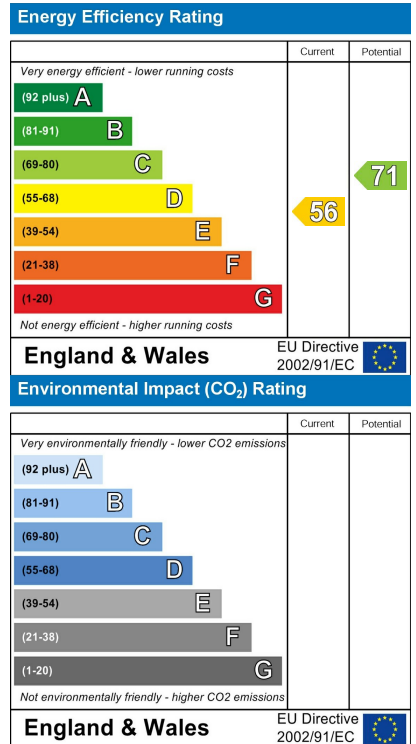 Energy Efficiency Rating
Current Potential
Very energy efficient - lower running costs
(92 plus) A
(81-91) B
(69-80) C
71
(55-68) D
56
(39-54) E
(21-38) F
(1-20) G
Not energy efficient - higher running costs
England & Wales
EU Directive
2002/91/EC
Environmental Impact (CO₂) Rating
Current Potential
Very environmentally friendly - lower CO2 emissions
(92 plus) A
(81-91) B
(69-80) C
(55-68) D
(39-54) E
(21-38) F
(1-20) G
Not environmentally friendly - higher CO2 emissions
England & Wales
EU Directive
2002/91/EC